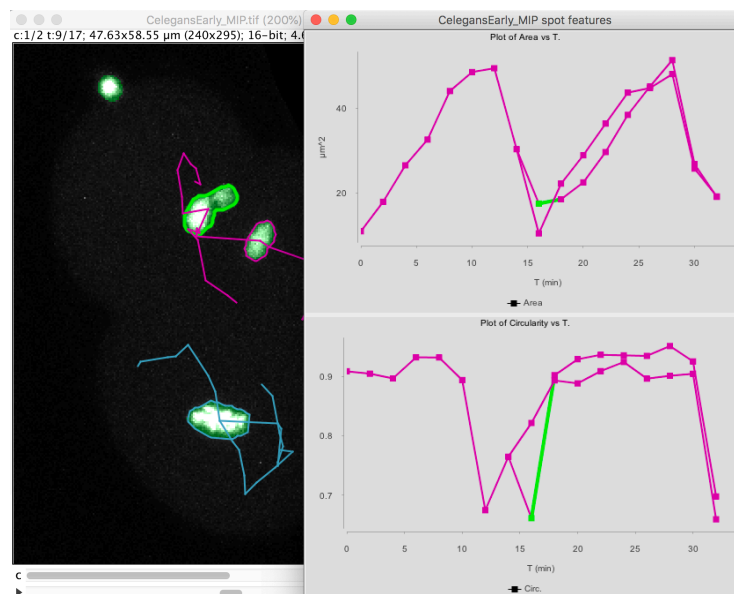 CelegansEarly_MIP.tif (200%)
c:1/2 t:9/17; 47.63x58.55 µm (240x295); 16-bit; 4.
CelegansEarly_MIP spot features
Plot of Area vs T.
µm^2
40
20
0 5 10 15 20 25 30
T (min)
Area
Plot of Circularity vs T.
0.9
0.8
0.7
0 5 10 15 20 25 30
T (min)
Circ.
c